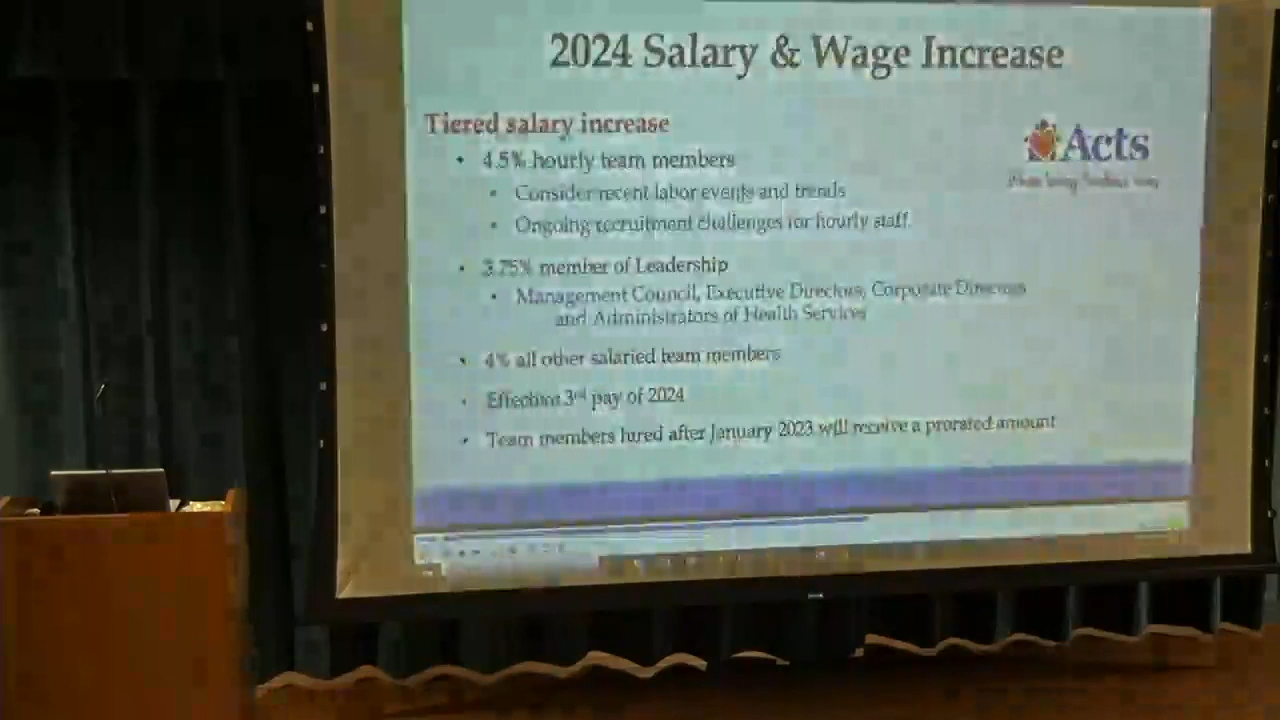 2024 Salary & Wage Increase
Tiered salary increase
Acts
• 4.5% hourly team members
• Consider recent labor events and trends
• Ongoing recruitment challenges for hourly staff.
• 3.75% member of Leadership
• Management Council, Executive Directors, Corporate Directors
and Administrators of Health Services
• 4% all other salaried team members
• Effective 3rd pay of 2024
• Team members hired after January 2023 will receive a prorated amount